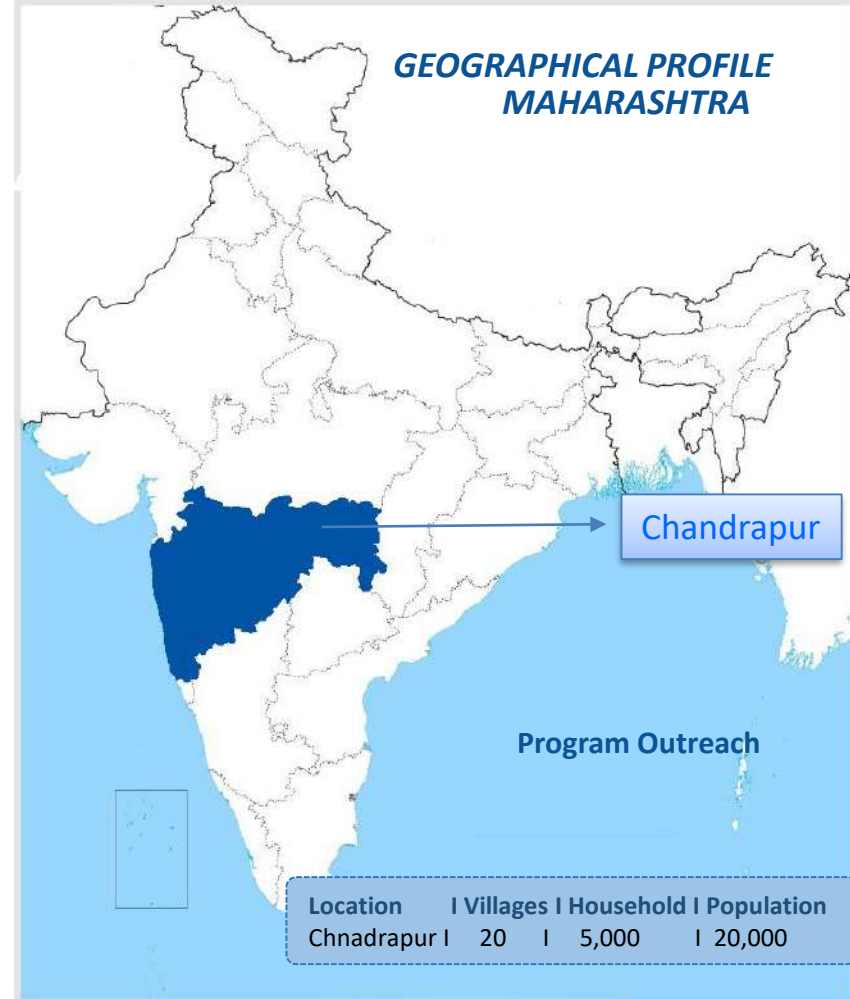 GEOGRAPHICAL PROFILE
MAHARASHTRA
Chandrapur
Program Outreach
Location I Villages I Household I Population
Chnadrapur I 20 I 5,000 I 20,000